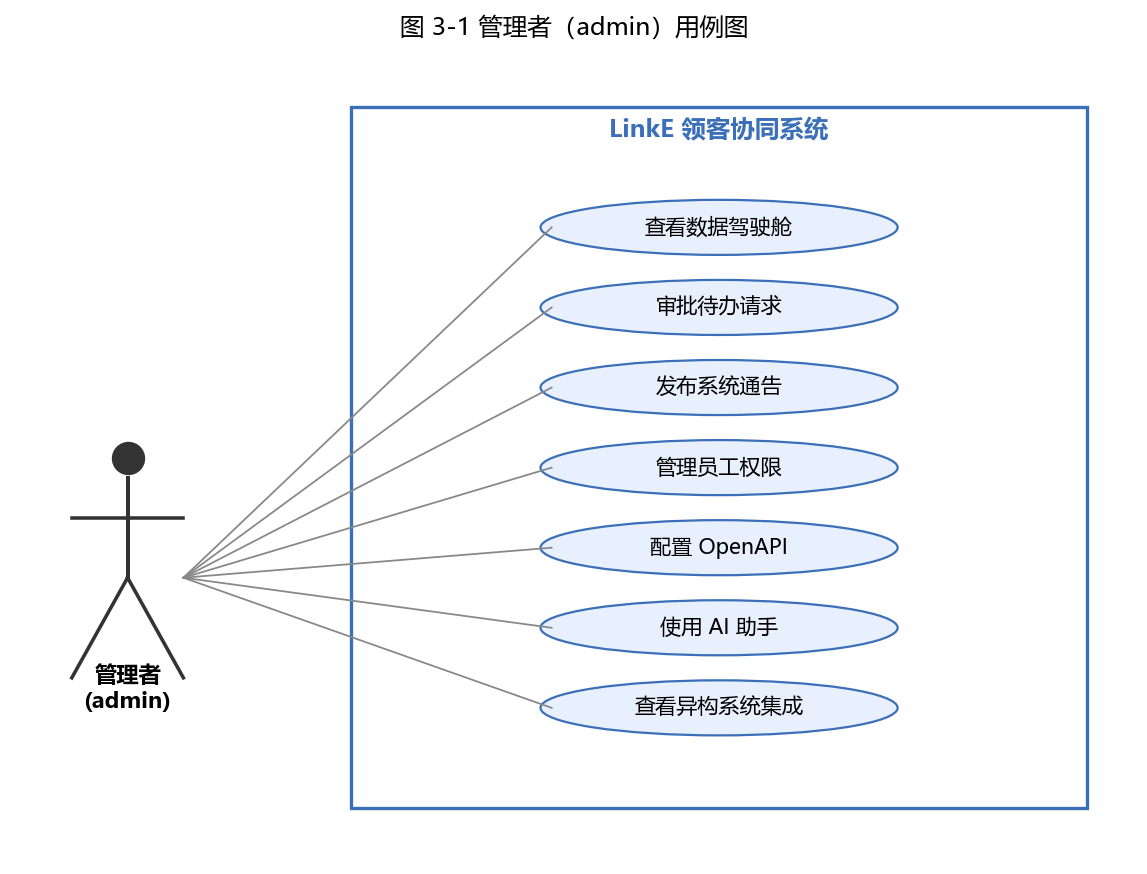 图 3-1 管理者（admin）用例图
LinkE 领客协同系统
查看数据驾驶舱
审批待办请求
发布系统通告
管理员工权限
配置 OpenAPI
使用 AI 助手
查看异构系统集成
管理者
(admin)